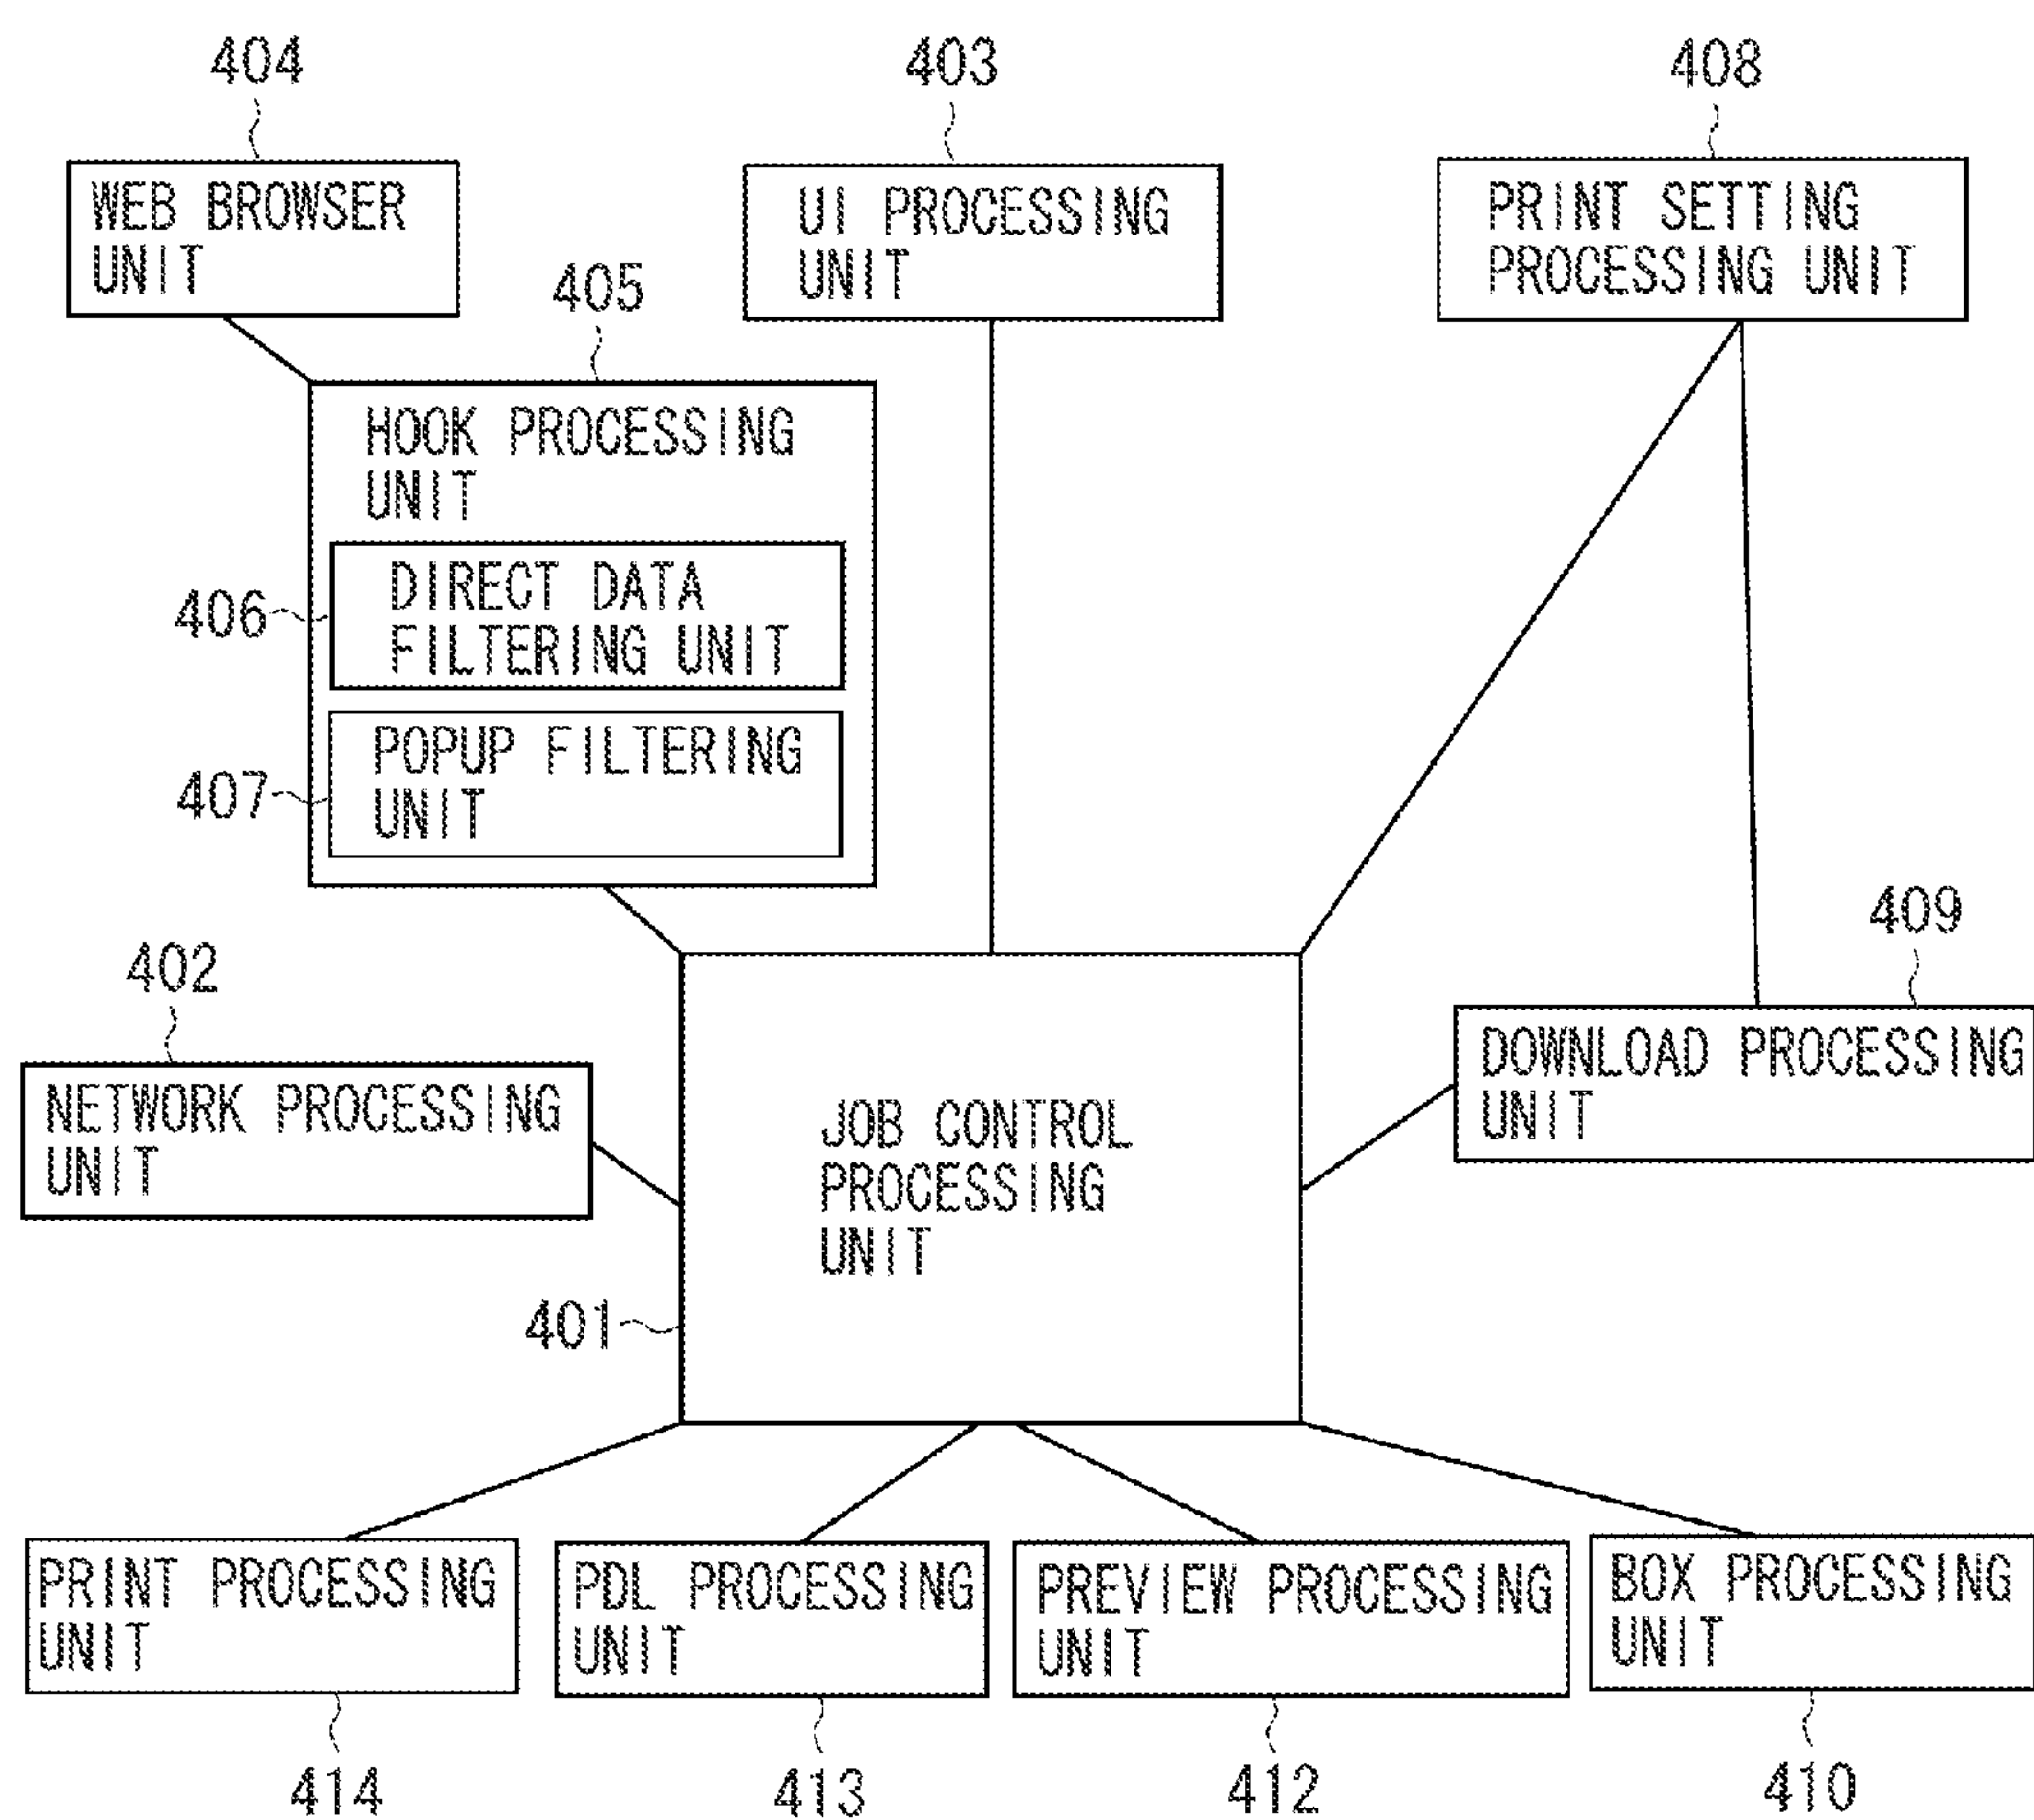 404
403
408
WEB BROWSER
UNIT
UI PROCESSING
UNIT
PRINT SETTING
PROCESSING UNIT
405
HOOK PROCESSING
UNIT
406
DIRECT DATA
FILTERING UNIT
407
POPUP FILTERING
UNIT
409
402
DOWNLOAD PROCESSING
UNIT
NETWORK PROCESSING
UNIT
JOB CONTROL
PROCESSING
UNIT
401
PRINT PROCESSING
UNIT
PDL PROCESSING
UNIT
PREVIEW PROCESSING
UNIT
BOX PROCESSING
UNIT
414
413
412
410